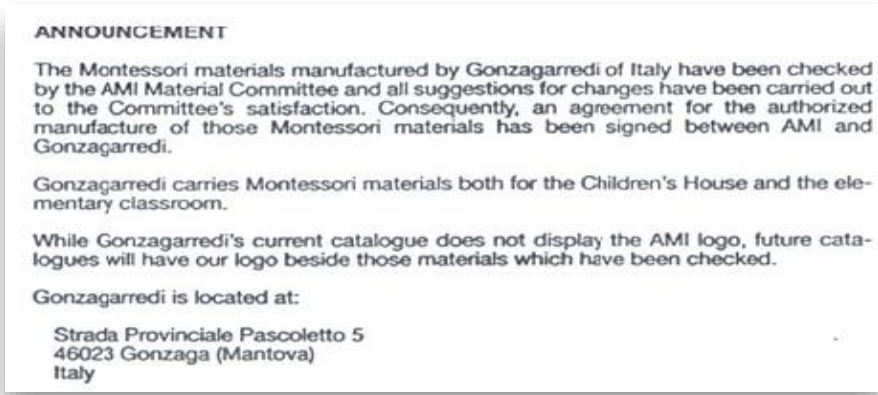 ANNOUNCEMENT
The Montessori materials manufactured by Gonzagarredi of Italy have been checked
by the AMI Material Committee and all suggestions for changes have been carried out
to the Committee's satisfaction. Consequently, an agreement for the authorized
manufacture of those Montessori materials has been signed between AMI and
Gonzagarredi.
Gonzagarredi carries Montessori materials both for the Children's House and the ele-
mentary classroom.
While Gonzagarredi's current catalogue does not display the AMI logo, future cata-
logues will have our logo beside those materials which have been checked.
Gonzagarredi is located at:
Strada Provinciale Pascoletto 5
46023 Gonzaga (Mantova)
Italy